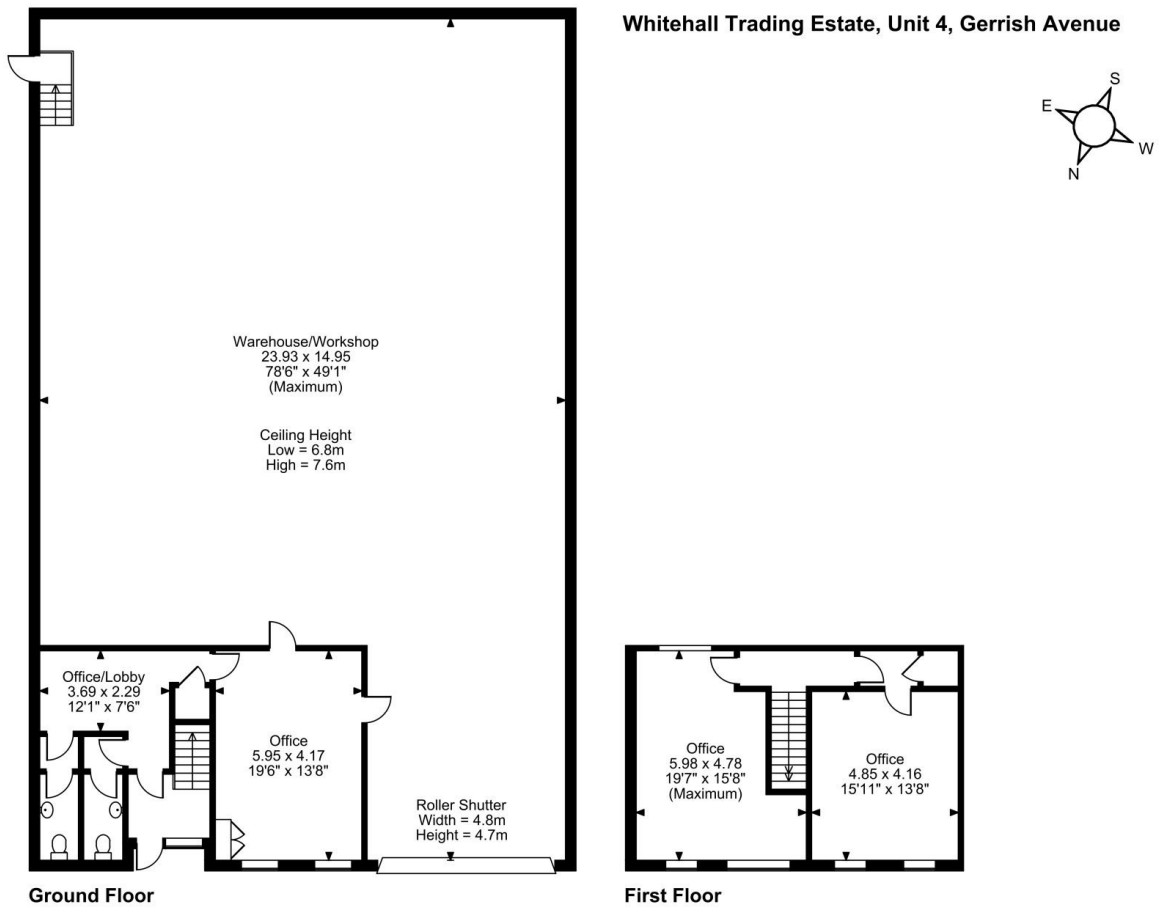 Whitehall Trading Estate, Unit 4, Gerrish Avenue
S
E
W
N
Warehouse/Workshop
23.93 x 14.95
78'6" x 49'1"
(Maximum)
Ceiling Height
Low = 6.8m
High = 7.6m
Office/Lobby
3.69 x 2.29
12'1" x 7'6"
Office
5.95 x 4.17
19'6" x 13'8"
Roller Shutter
Width = 4.8m
Height = 4.7m
Ground Floor
Office
5.98 x 4.78
19'7" x 15'8"
(Maximum)
Office
4.85 x 4.16
15'11" x 13'8"
First Floor